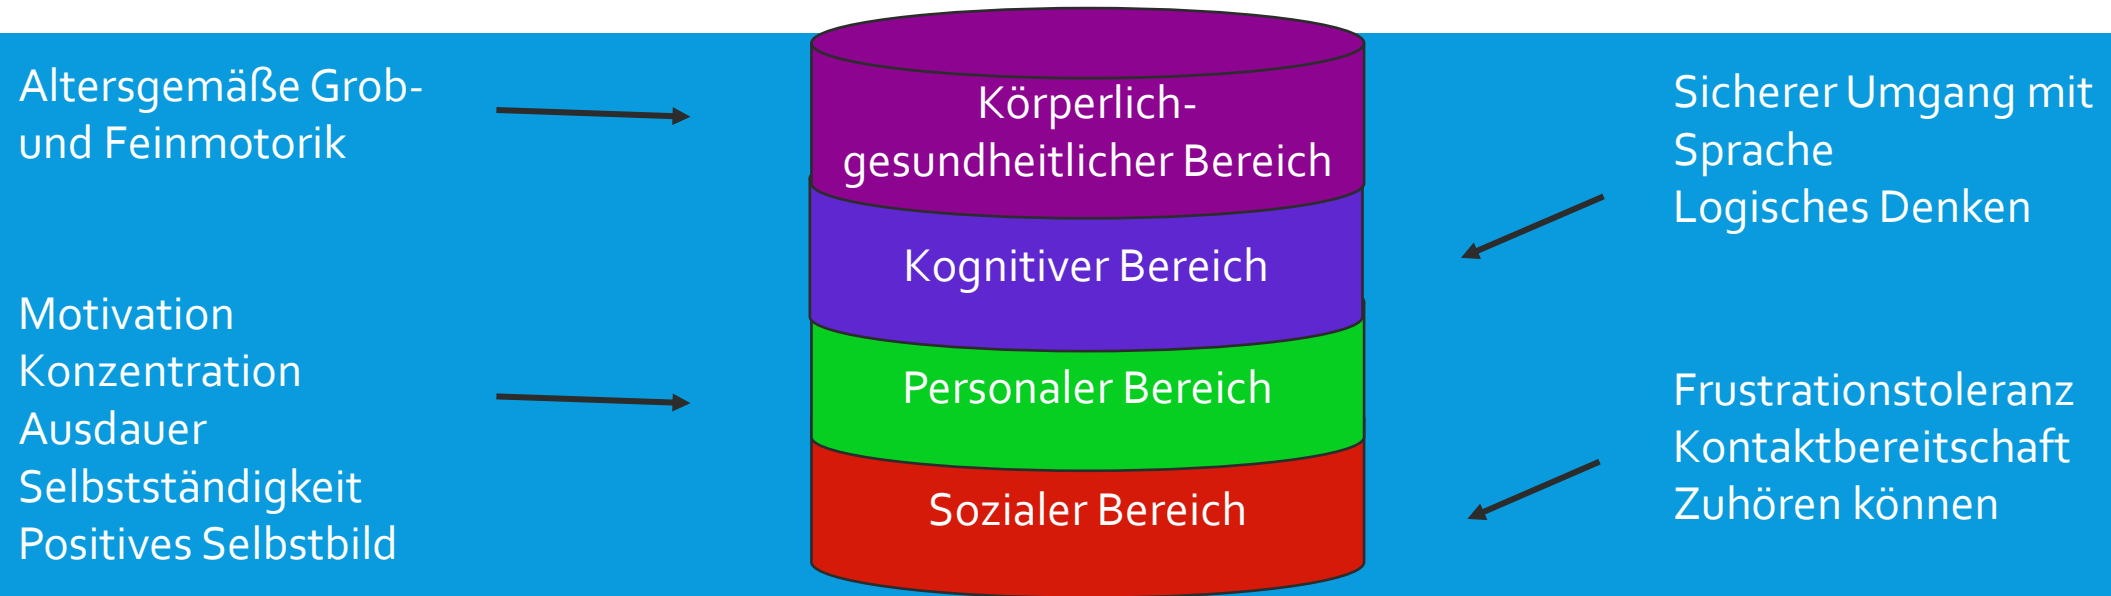 Altersgemäße Grob-
und Feinmotorik
Motivation
Konzentration
Ausdauer
Selbstständigkeit
Positives Selbstbild
Körperlich-
gesundheitlicher Bereich
Kognitiver Bereich
Personaler Bereich
Sozialer Bereich
Sicherer Umgang mit
Sprache
Logisches Denken
Frustrationstoleranz
Kontaktbereitschaft
Zuhören können